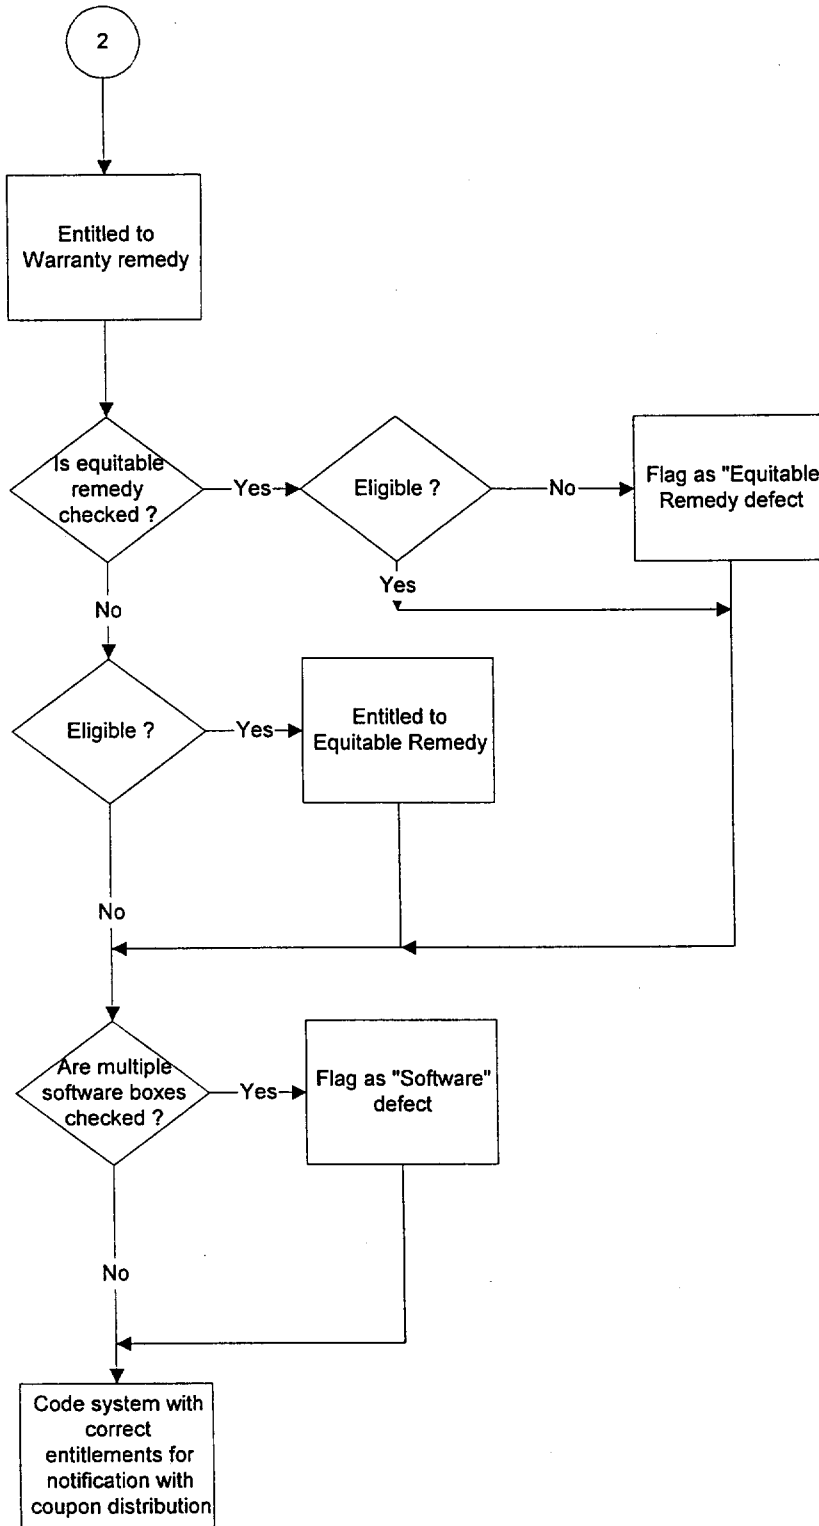 2
Entitled to
Warranty remedy
Is equitable
remedy
checked ?
Yes
Eligible ?
No
Flag as "Equitable
Remedy defect
Yes
No
Eligible ?
Yes
Entitled to
Equitable Remedy
No
Are multiple
software boxes
checked ?
Yes
Flag as "Software"
defect
No
Code system with
correct
entitlements for
notification with
coupon distribution